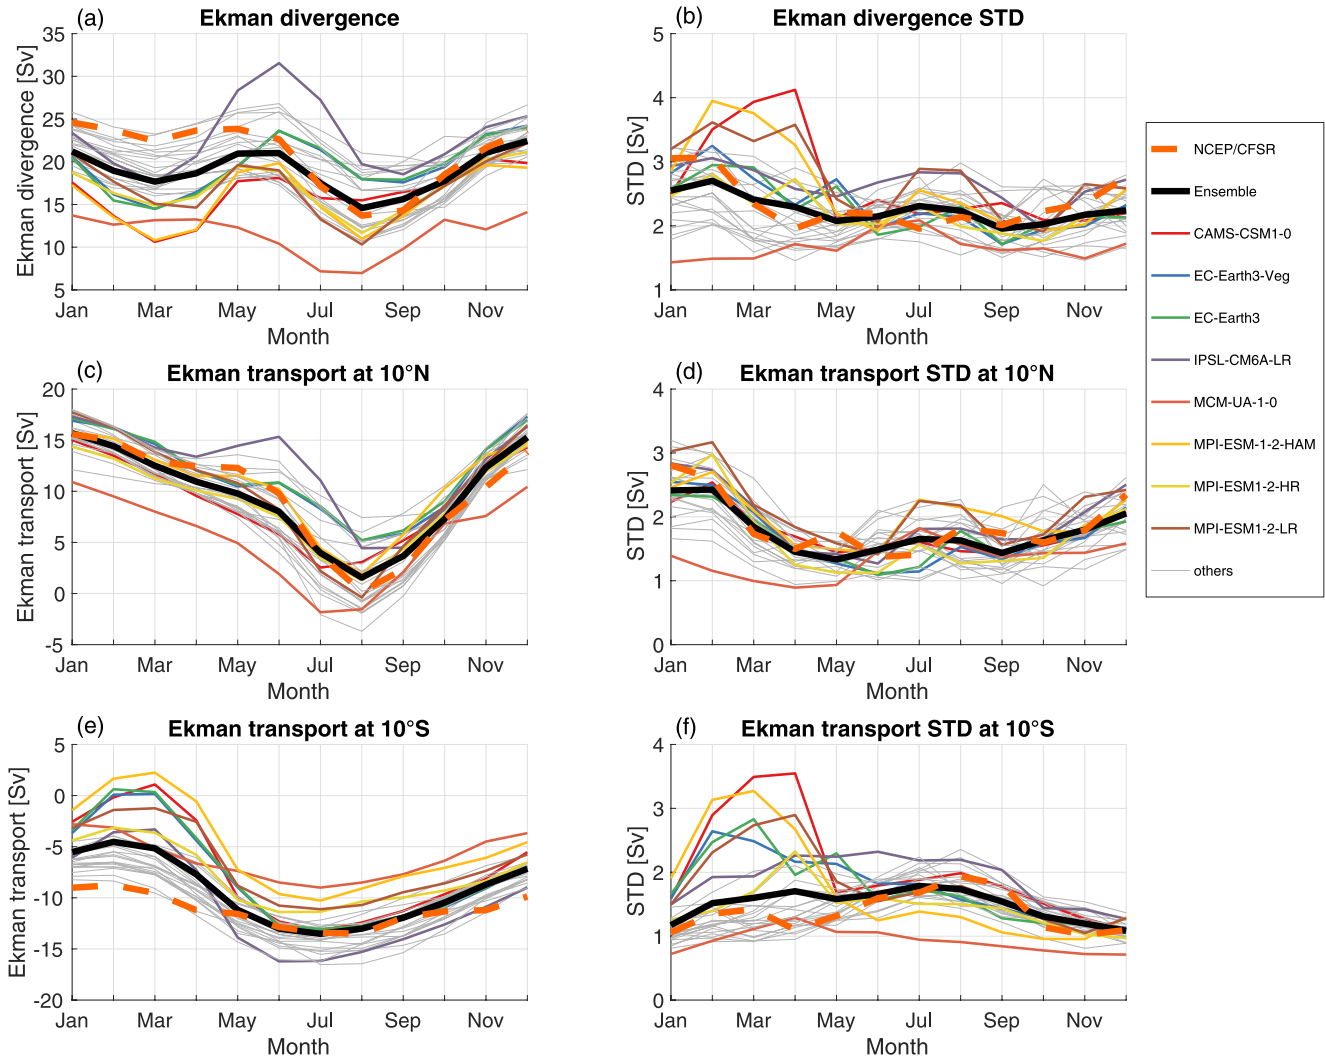 (a) Ekman divergence
Ekman divergence [Sv]
35
30
25
20
15
10
5
Jan Mar May Jul Sep Nov
Month
(b) Ekman divergence STD
STD [Sv]
5
4
3
2
1
Jan Mar May Jul Sep Nov
Month
(c) Ekman transport at 10°N
Ekman transport [Sv]
20
15
10
5
0
-5
Jan Mar May Jul Sep Nov
Month
(d) Ekman transport STD at 10°N
STD [Sv]
4
3
2
1
0
Jan Mar May Jul Sep Nov
Month
(e) Ekman transport at 10°S
Ekman transport [Sv]
5
0
-5
-10
-15
-20
Jan Mar May Jul Sep Nov
Month
(f) Ekman transport STD at 10°S
STD [Sv]
4
3
2
1
0
Jan Mar May Jul Sep Nov
Month
NCEP/CFSR
Ensemble
CAMS-CSM1-0
EC-Earth3-Veg
EC-Earth3
IPSL-CM6A-LR
MCM-UA-1-0
MPI-ESM-1-2-HAM
MPI-ESM1-2-HR
MPI-ESM1-2-LR
others